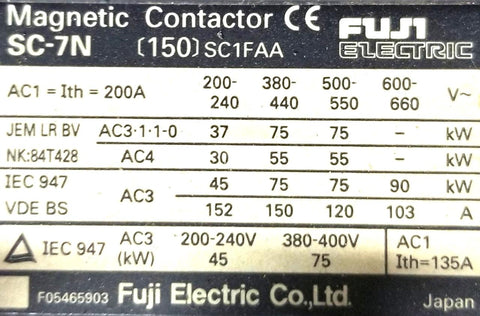 Magnetic Contactor CE FUJI
SC-7N (150) SC1FAA ELECTRIC
AC1 = Ith = 200A 200-240 380-440 500-550 600-660 V~
JEM LR BV AC3·1·1-0 37 75 75 – kW
NK:84T428 AC4 30 55 55 – kW
IEC 947 AC3 45 75 75 90 kW
VDE BS 152 150 120 103 A
IEC 947 AC3 (kW) 200-240V 45 380-400V 75 AC1 Ith=135A
F05465903 Fuji Electric Co.,Ltd. Japan